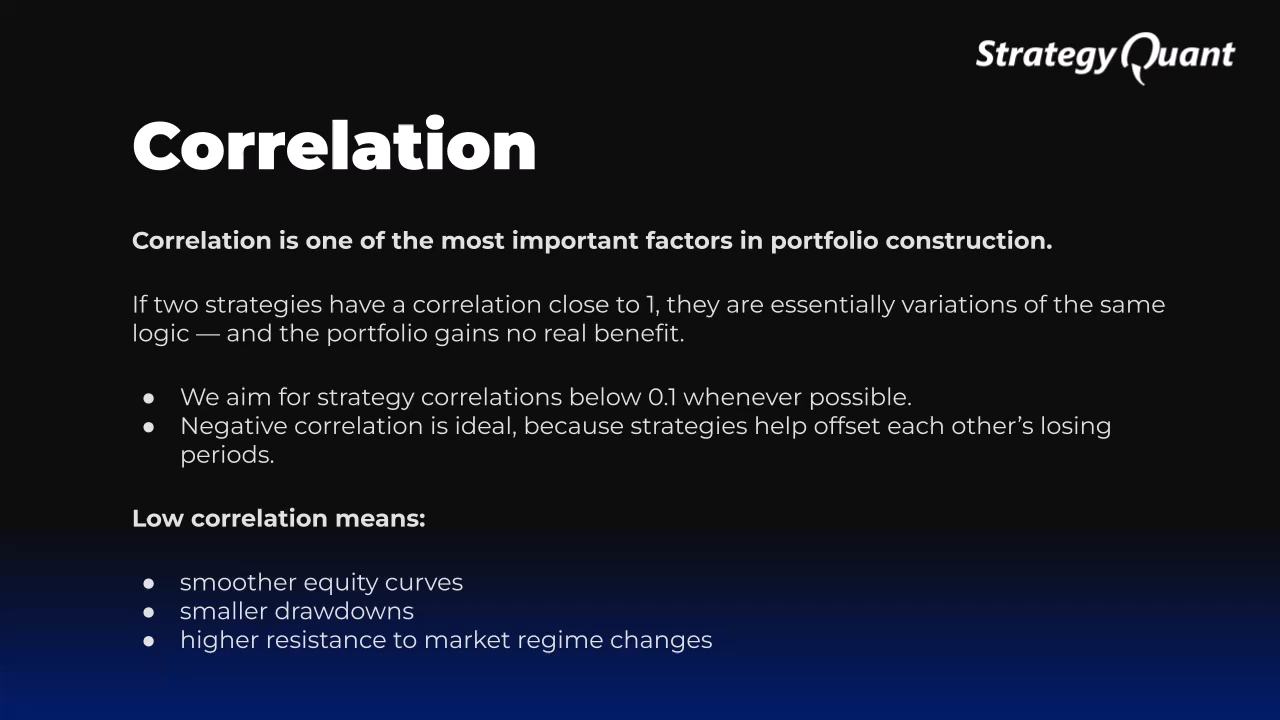 StrategyQuant
Correlation
Correlation is one of the most important factors in portfolio construction.
If two strategies have a correlation close to 1, they are essentially variations of the same
logic — and the portfolio gains no real benefit.
● We aim for strategy correlations below 0.1 whenever possible.
● Negative correlation is ideal, because strategies help offset each other’s losing
periods.
Low correlation means:
● smoother equity curves
● smaller drawdowns
● higher resistance to market regime changes